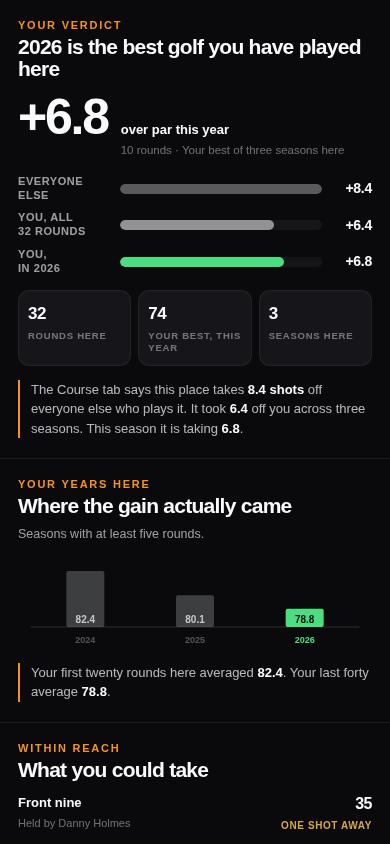 YOUR VERDICT
2026 is the best golf you have played
here
+6.8 over par this year
10 rounds · Your best of three seasons here
EVERYONE
ELSE
+8.4
YOU, ALL
32 ROUNDS
+6.4
YOU,
IN 2026
+6.8
32
ROUNDS HERE
74
YOUR BEST, THIS
YEAR
3
SEASONS HERE
The Course tab says this place takes 8.4 shots off
everyone else who plays it. It took 6.4 off you across three
seasons. This season it is taking 6.8.
YOUR YEARS HERE
Where the gain actually came
Seasons with at least five rounds.
82.4
80.1
78.8
2024
2025
2026
Your first twenty rounds here averaged 82.4. Your last forty
average 78.8.
WITHIN REACH
What you could take
Front nine
35
Held by Danny Holmes
ONE SHOT AWAY